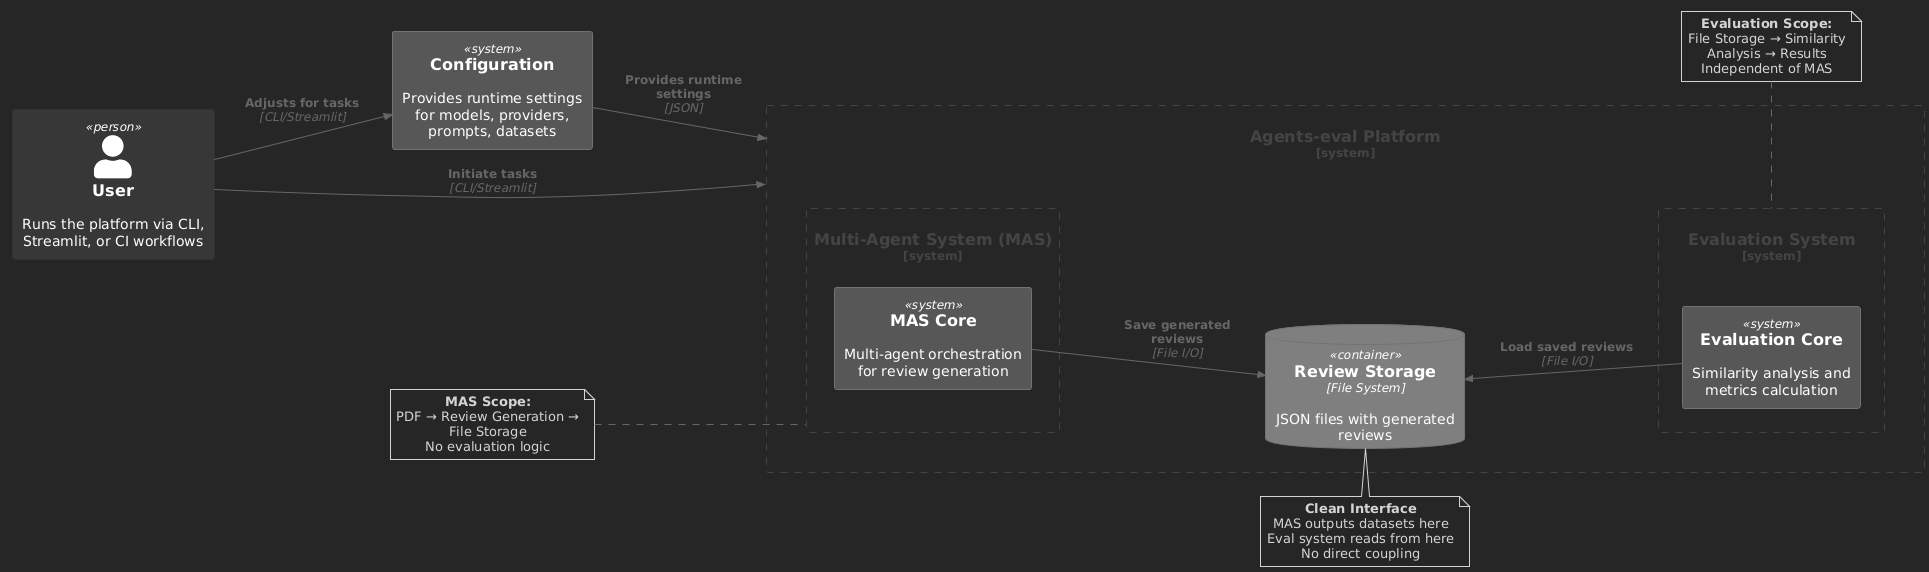 «person»
User
Runs the platform via CLI,
Streamlit, or CI workflows
Adjusts for tasks
[CLI/Streamlit]
«system»
Configuration
Provides runtime settings
for models, providers,
prompts, datasets
Provides runtime
settings
[JSON]
Initiate tasks
[CLI/Streamlit]
Agents-eval Platform
[system]
Evaluation Scope:
File Storage → Similarity
Analysis → Results
Independent of MAS
Multi-Agent System (MAS)
[system]
«system»
MAS Core
Multi-agent orchestration
for review generation
Save generated
reviews
[File I/O]
«container»
Review Storage
[File System]
JSON files with generated
reviews
Load saved reviews
[File I/O]
Evaluation System
[system]
«system»
Evaluation Core
Similarity analysis and
metrics calculation
MAS Scope:
PDF → Review Generation →
File Storage
No evaluation logic
Clean Interface
MAS outputs datasets here
Eval system reads from here
No direct coupling